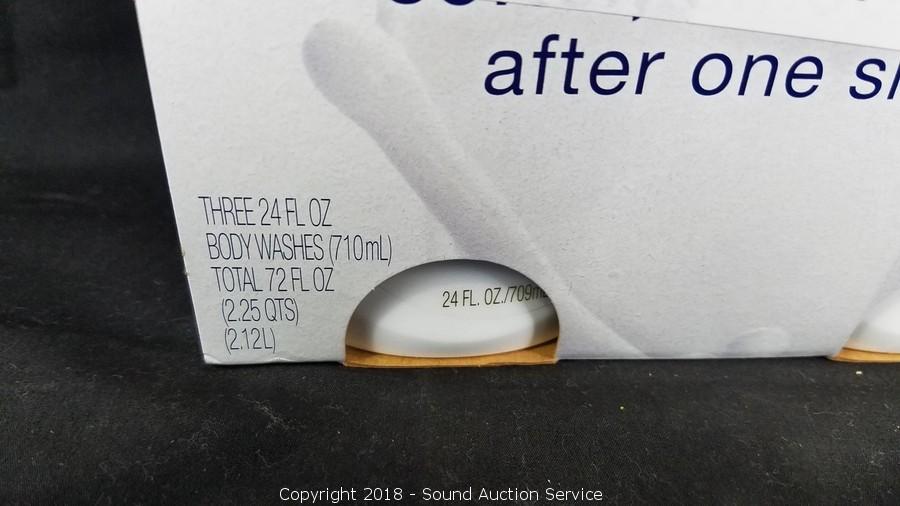 after one
THREE 24 FL OZ
BODY WASHES (710mL)
TOTAL 72 FL OZ
(2.25 QTS)
(2.12L)
24 FL. OZ./709m
Copyright 2018 - Sound Auction Service